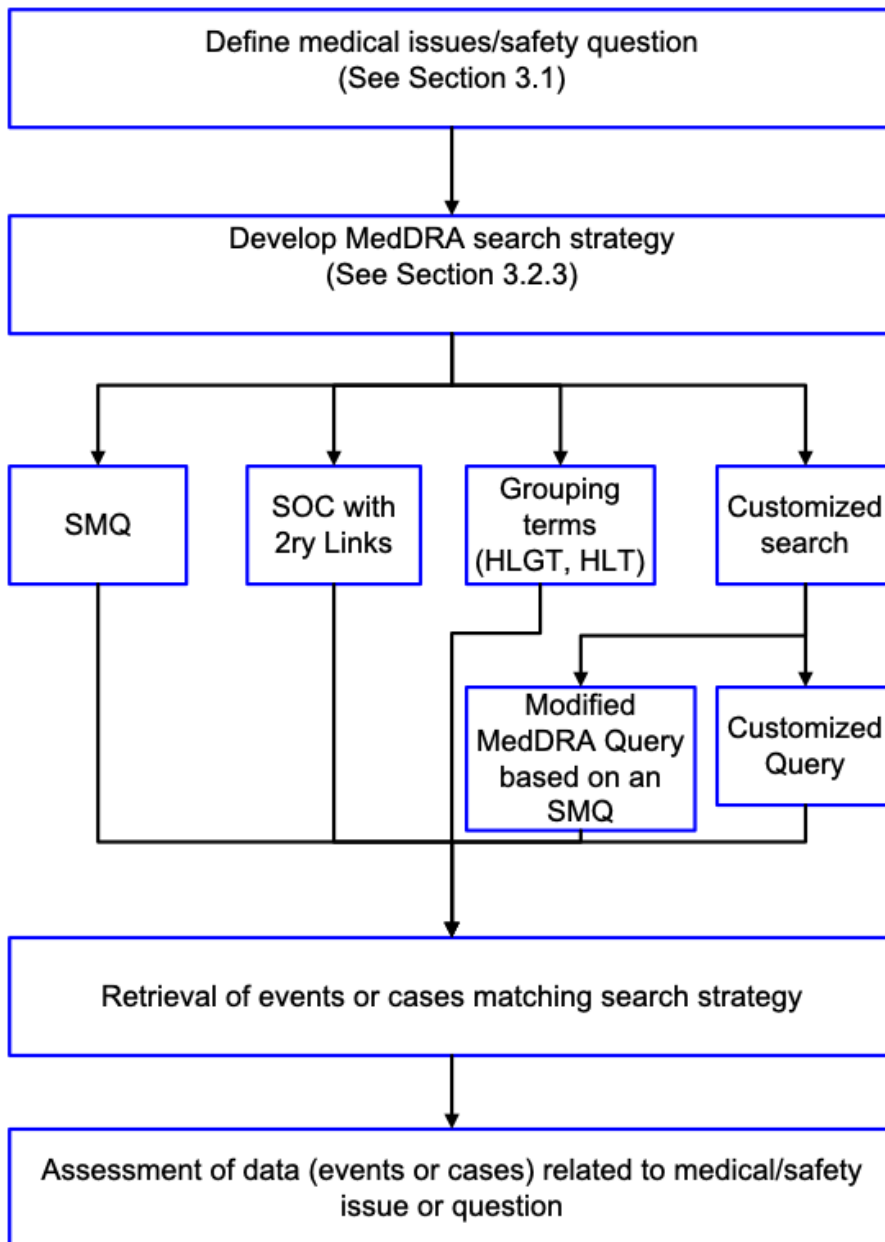 Define medical issues/safety question
(See Section 3.1)
Develop MedDRA search strategy
(See Section 3.2.3)
SMQ
SOC with
2ry Links
Grouping
terms
(HLGT, HLT)
Customized
search
Modified
MedDRA Query
based on an
SMQ
Customized
Query
Retrieval of events or cases matching search strategy
Assessment of data (events or cases) related to medical/safety
issue or question